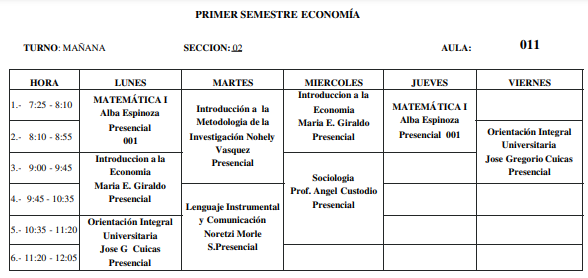 PRIMER SEMESTRE ECONOMÍA
TURNO: MAÑANA SECCION: 02 AULA: 011
HORA LUNES MARTES MIERCOLES JUEVES VIERNES
1.- 7:25 - 8:10
2.- 8:10 - 8:55
3.- 9:00 - 9:45
4.- 9:45 - 10:35
5.- 10:35 - 11:20
6.- 11:20 - 12:05
MATEMÁTICA I
Alba Espinoza
Presencial
001
Introduccion a la
Economia
Maria E. Giraldo
Presencial
Orientación Integral
Universitaria
Jose G Cuicas
Presencial
Introducción a la
Metodologia de la
Investigación Nohely
Vasquez
Presencial
Lenguaje Instrumental
y Comunicación
Noretzi Morle
S.Presencial
Introduccion a la
Economia
Maria E. Giraldo
Presencial
Sociologia
Prof. Angel Custodio
Presencial
MATEMÁTICA I
Alba Espinoza
Presencial 001
Orientación Integral
Universitaria
Jose Gregorio Cuicas
Presencial